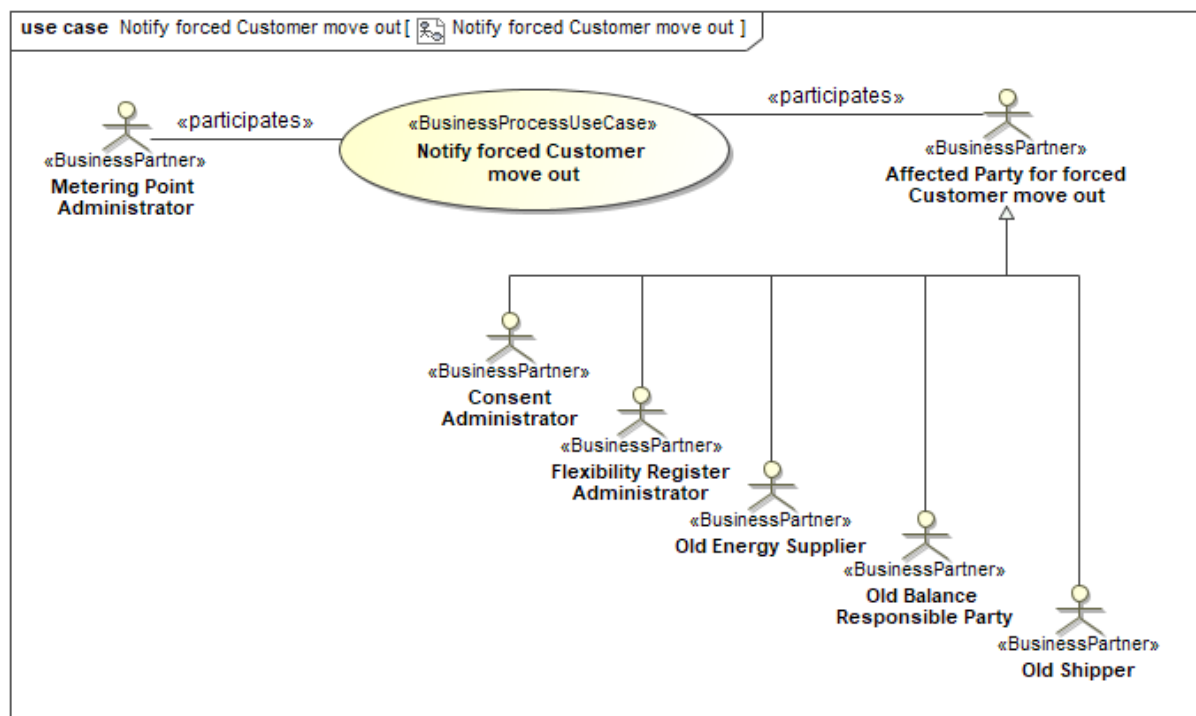 use case Notify forced Customer move out[ Notify forced Customer move out ]
«participates»
«participates»
«BusinessPartner»
Metering Point
Administrator
«BusinessProcessUseCase»
Notify forced Customer
move out
«BusinessPartner»
Affected Party for forced
Customer move out
«BusinessPartner»
Consent
Administrator
«BusinessPartner»
Flexibility Register
Administrator
«BusinessPartner»
Old Energy Supplier
«BusinessPartner»
Old Balance
Responsible Party
«BusinessPartner»
Old Shipper